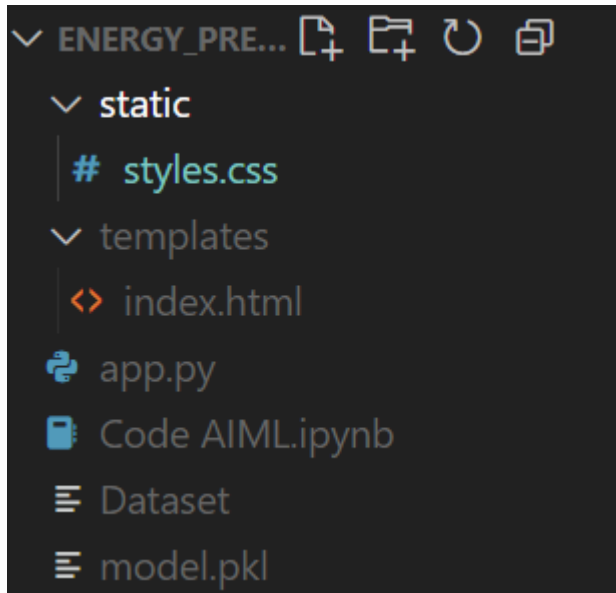 ENERGY_PRE...
static
# styles.css
templates
<> index.html
app.py
Code AIML.ipynb
Dataset
model.pkl